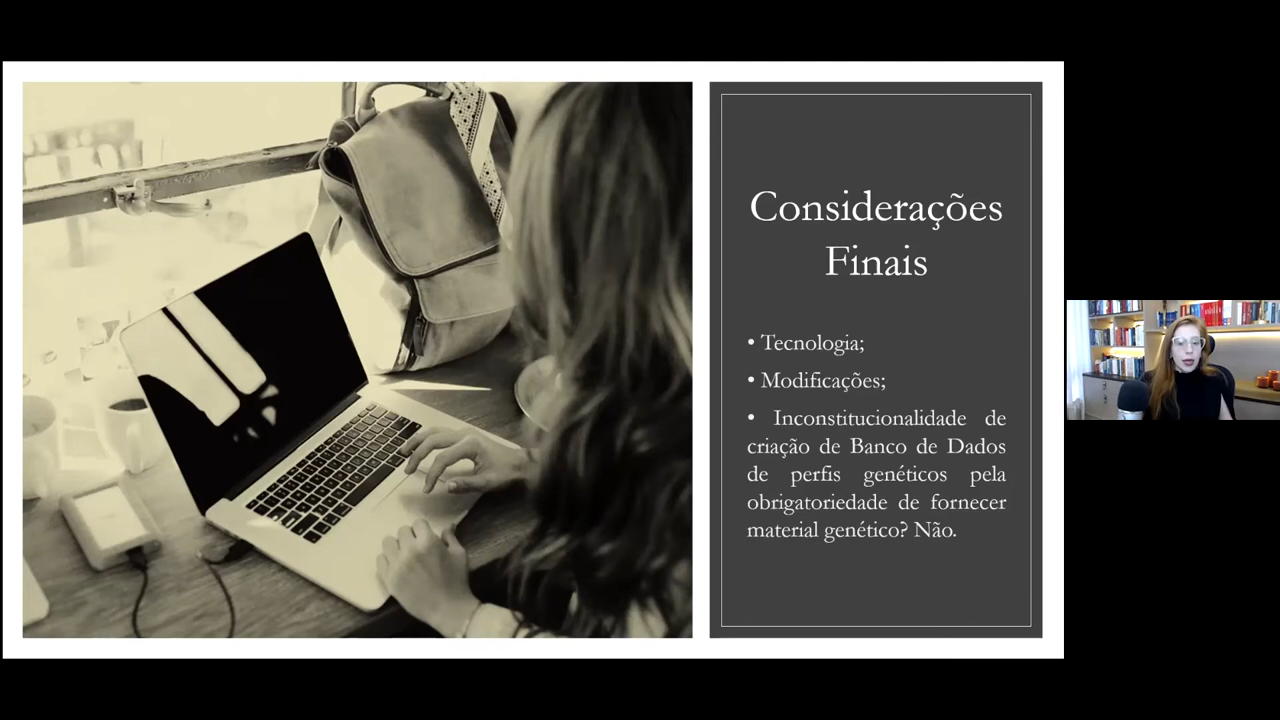 Considerações
Finais
• Tecnologia;
• Modificações;
• Inconstitucionalidade de
criação de Banco de Dados
de perfis genéticos pela
obrigatoriedade de fornecer
material genético? Não.